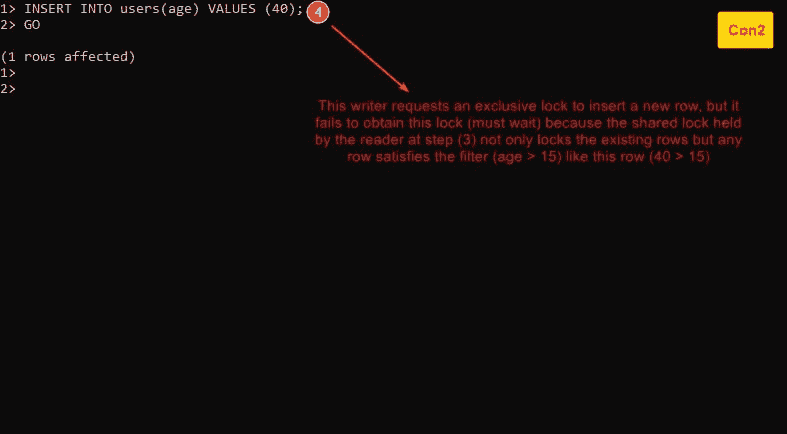 1> INSERT INTO users(age) VALUES (40);
4
2> GO
Con2
(1 rows affected)
1>
2>
This writer requests an exclusive lock to insert a new row, but it
fails to obtain this lock (must wait) because the shared lock held
by the reader at step (3) not only locks the existing rows but any
row satisfies the filter (age > 15) like this row (40 > 15)